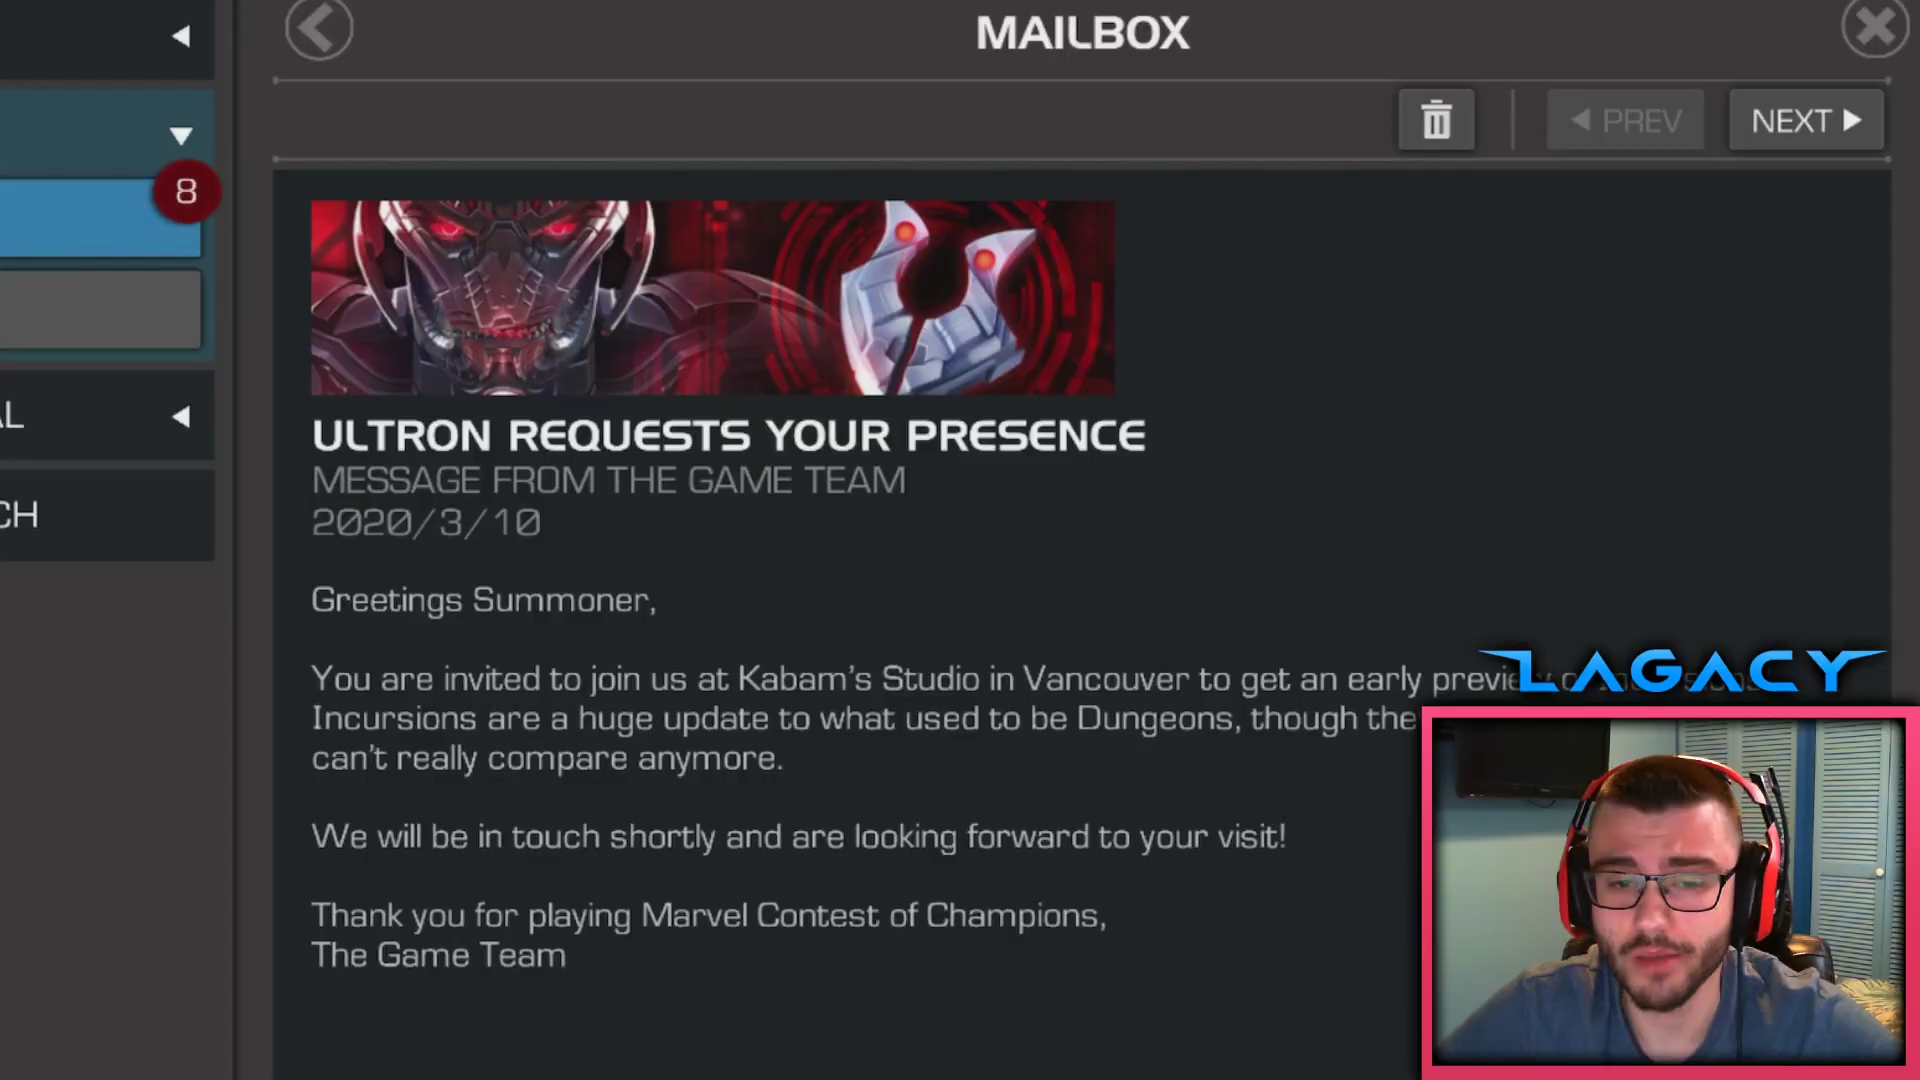 MAILBOX
PREV
NEXT
8
AL
CH
ULTRON REQUESTS YOUR PRESENCE
MESSAGE FROM THE GAME TEAM
2020/3/10
Greetings Summoner,
You are invited to join us at Kabam's Studio in Vancouver to get an early
Incursions are a huge update to what used to be Dungeons, though the
can't really compare anymore.
We will be in touch shortly and are looking forward to your visit!
Thank you for playing Marvel Contest of Champions,
The Game Team
LAGACY